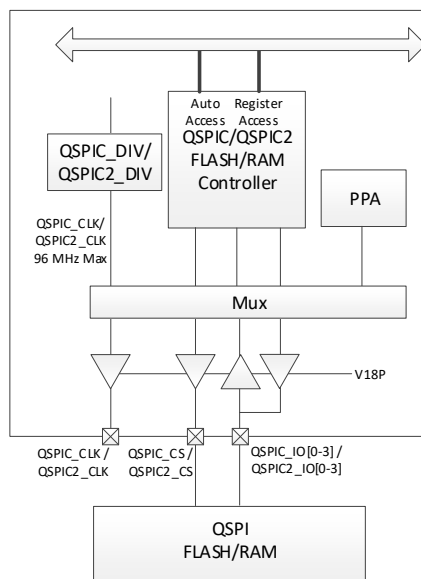 Auto Access
Register Access
QSPIC/QSPIC2
FLASH/RAM
Controller
QSPIC_DIV/
QSPIC2_DIV
PPA
QSPIC_CLK/
QSPIC2_CLK
96 MHz Max
Mux
V18P
QSPIC_CLK /
QSPIC2_CLK
QSPIC_CS /
QSPIC2_CS
QSPIC_IO[0-3] /
QSPIC2_IO[0-3]
QSPI
FLASH/RAM